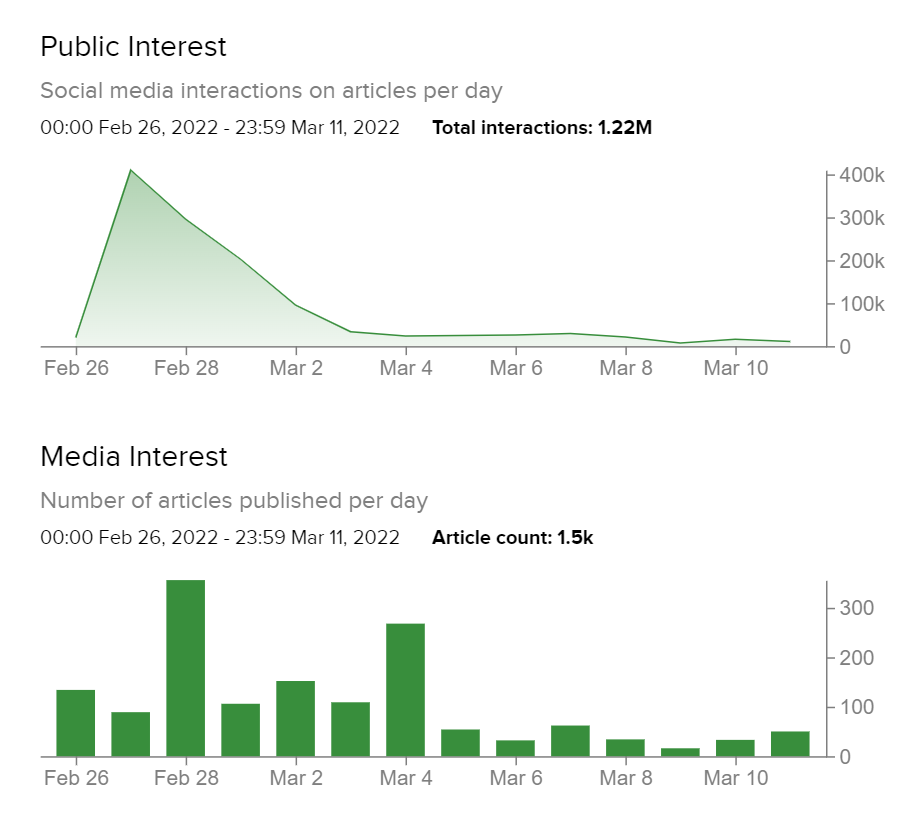 Public Interest
Social media interactions on articles per day
00:00 Feb 26, 2022 - 23:59 Mar 11, 2022 Total interactions: 1.22M
400k
300k
200k
100k
0
Feb 26 Feb 28 Mar 2 Mar 4 Mar 6 Mar 8 Mar 10
Media Interest
Number of articles published per day
00:00 Feb 26, 2022 - 23:59 Mar 11, 2022 Article count: 1.5k
300
200
100
0
Feb 26 Feb 28 Mar 2 Mar 4 Mar 6 Mar 8 Mar 10